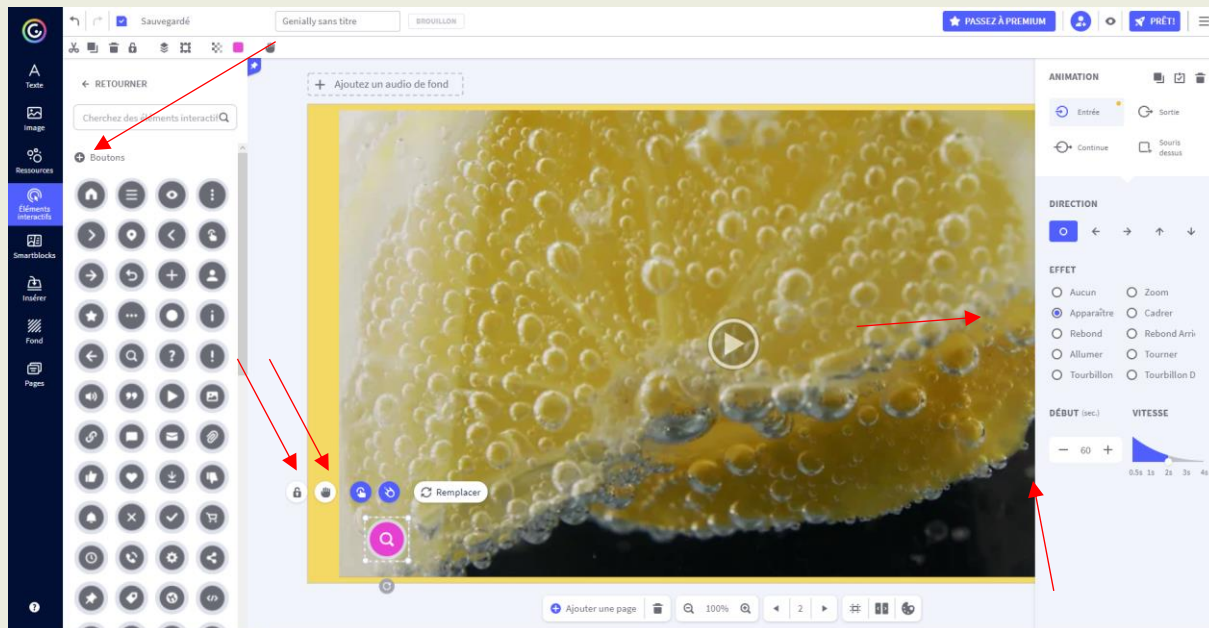 Sauvegardé
Genially sans titre
BROUILLON
PASSEZ À PREMIUM
PRÊT!
Texte
Image
Ressources
Éléments
interactifs
Smartblocks
Insérer
Fond
Pages
RETOURNER
Cherchez des éléments interactif
Boutons
Ajoutez un audio de fond
Remplacer
Ajouter une page
100%
2
ANIMATION
Entrée
Sortie
Continue
Souris
dessus
DIRECTION
EFFET
Aucun
Zoom
Apparaître
Cadrer
Rebond
Rebond Arri
Allumer
Tourner
Tourbillon
Tourbillon D
DÉBUT (sec.)
VITESSE
60
0.5s 1s 2s 3s 4s